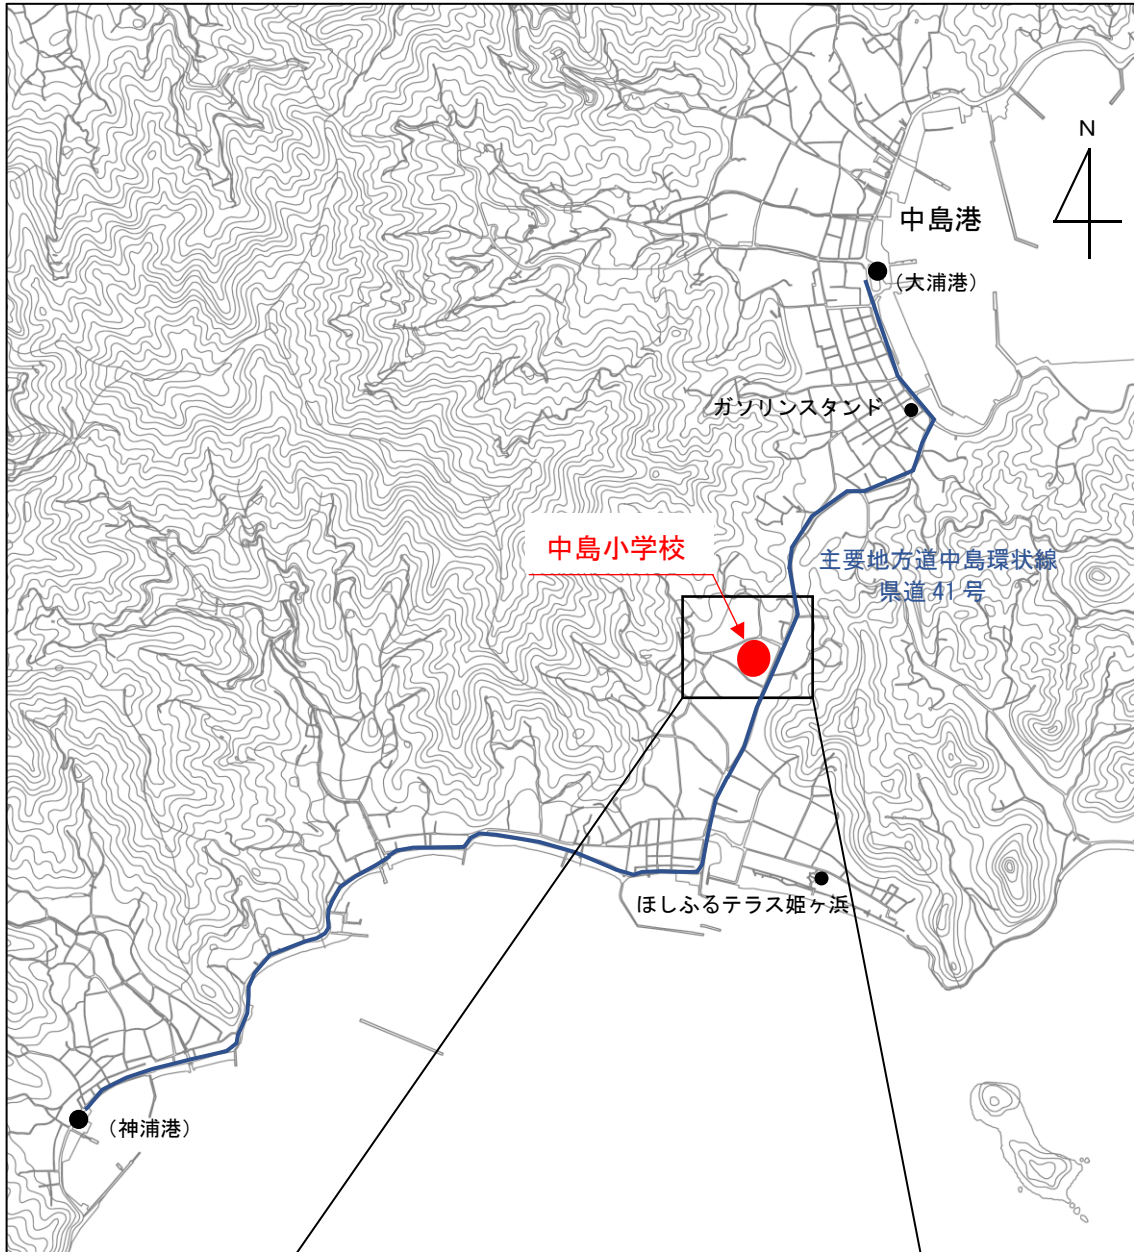 N
中島港
(大浦港)
ガソリンスタンド
中島小学校
主要地方道中島環状線
県道 41 号
ほしふるテラス姫ヶ浜
(神浦港)